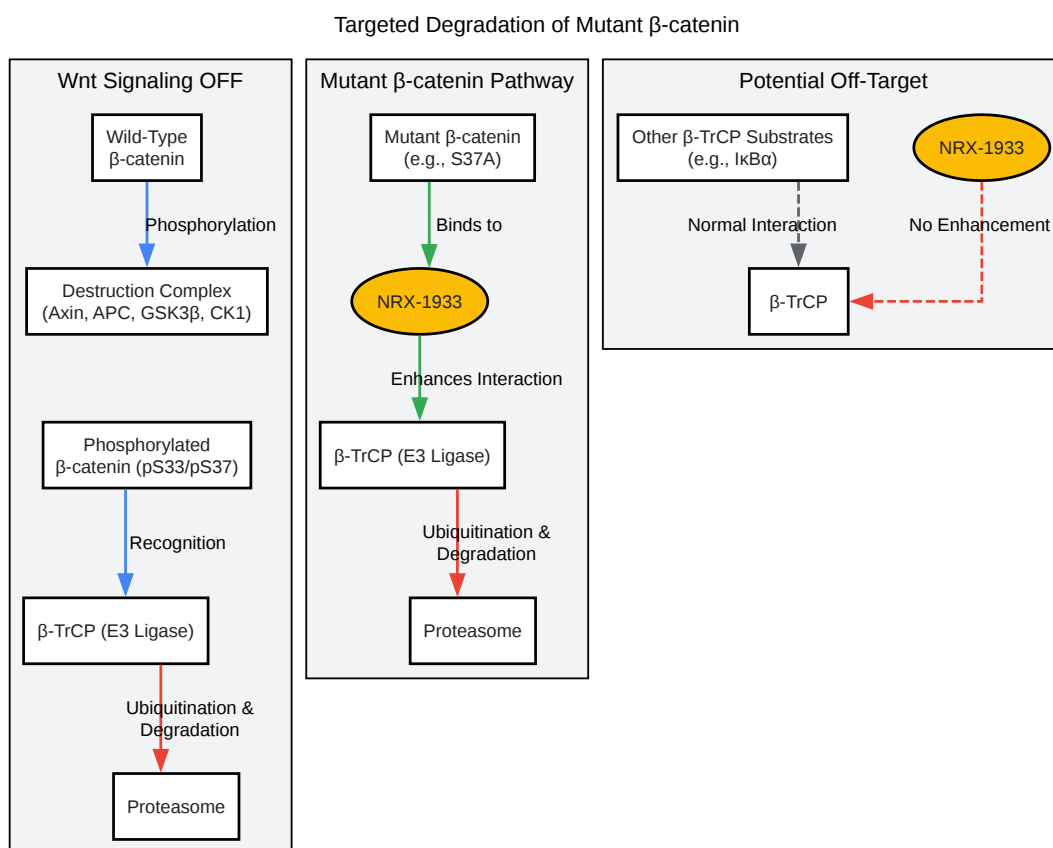 Targeted Degradation of Mutant β-catenin
Wnt Signaling OFF
Wild-Type
β-catenin
Phosphorylation
Destruction Complex
(Axin, APC, GSK3β, CK1)
Phosphorylated
β-catenin (pS33/pS37)
Recognition
β-TrCP (E3 Ligase)
Ubiquitination &
Degradation
Proteasome
Mutant β-catenin Pathway
Mutant β-catenin
(e.g., S37A)
Binds to
NRX-1933
Enhances Interaction
β-TrCP (E3 Ligase)
Ubiquitination &
Degradation
Proteasome
Potential Off-Target
Other β-TrCP Substrates
(e.g., IκBα)
NRX-1933
Normal Interaction
No Enhancement
β-TrCP